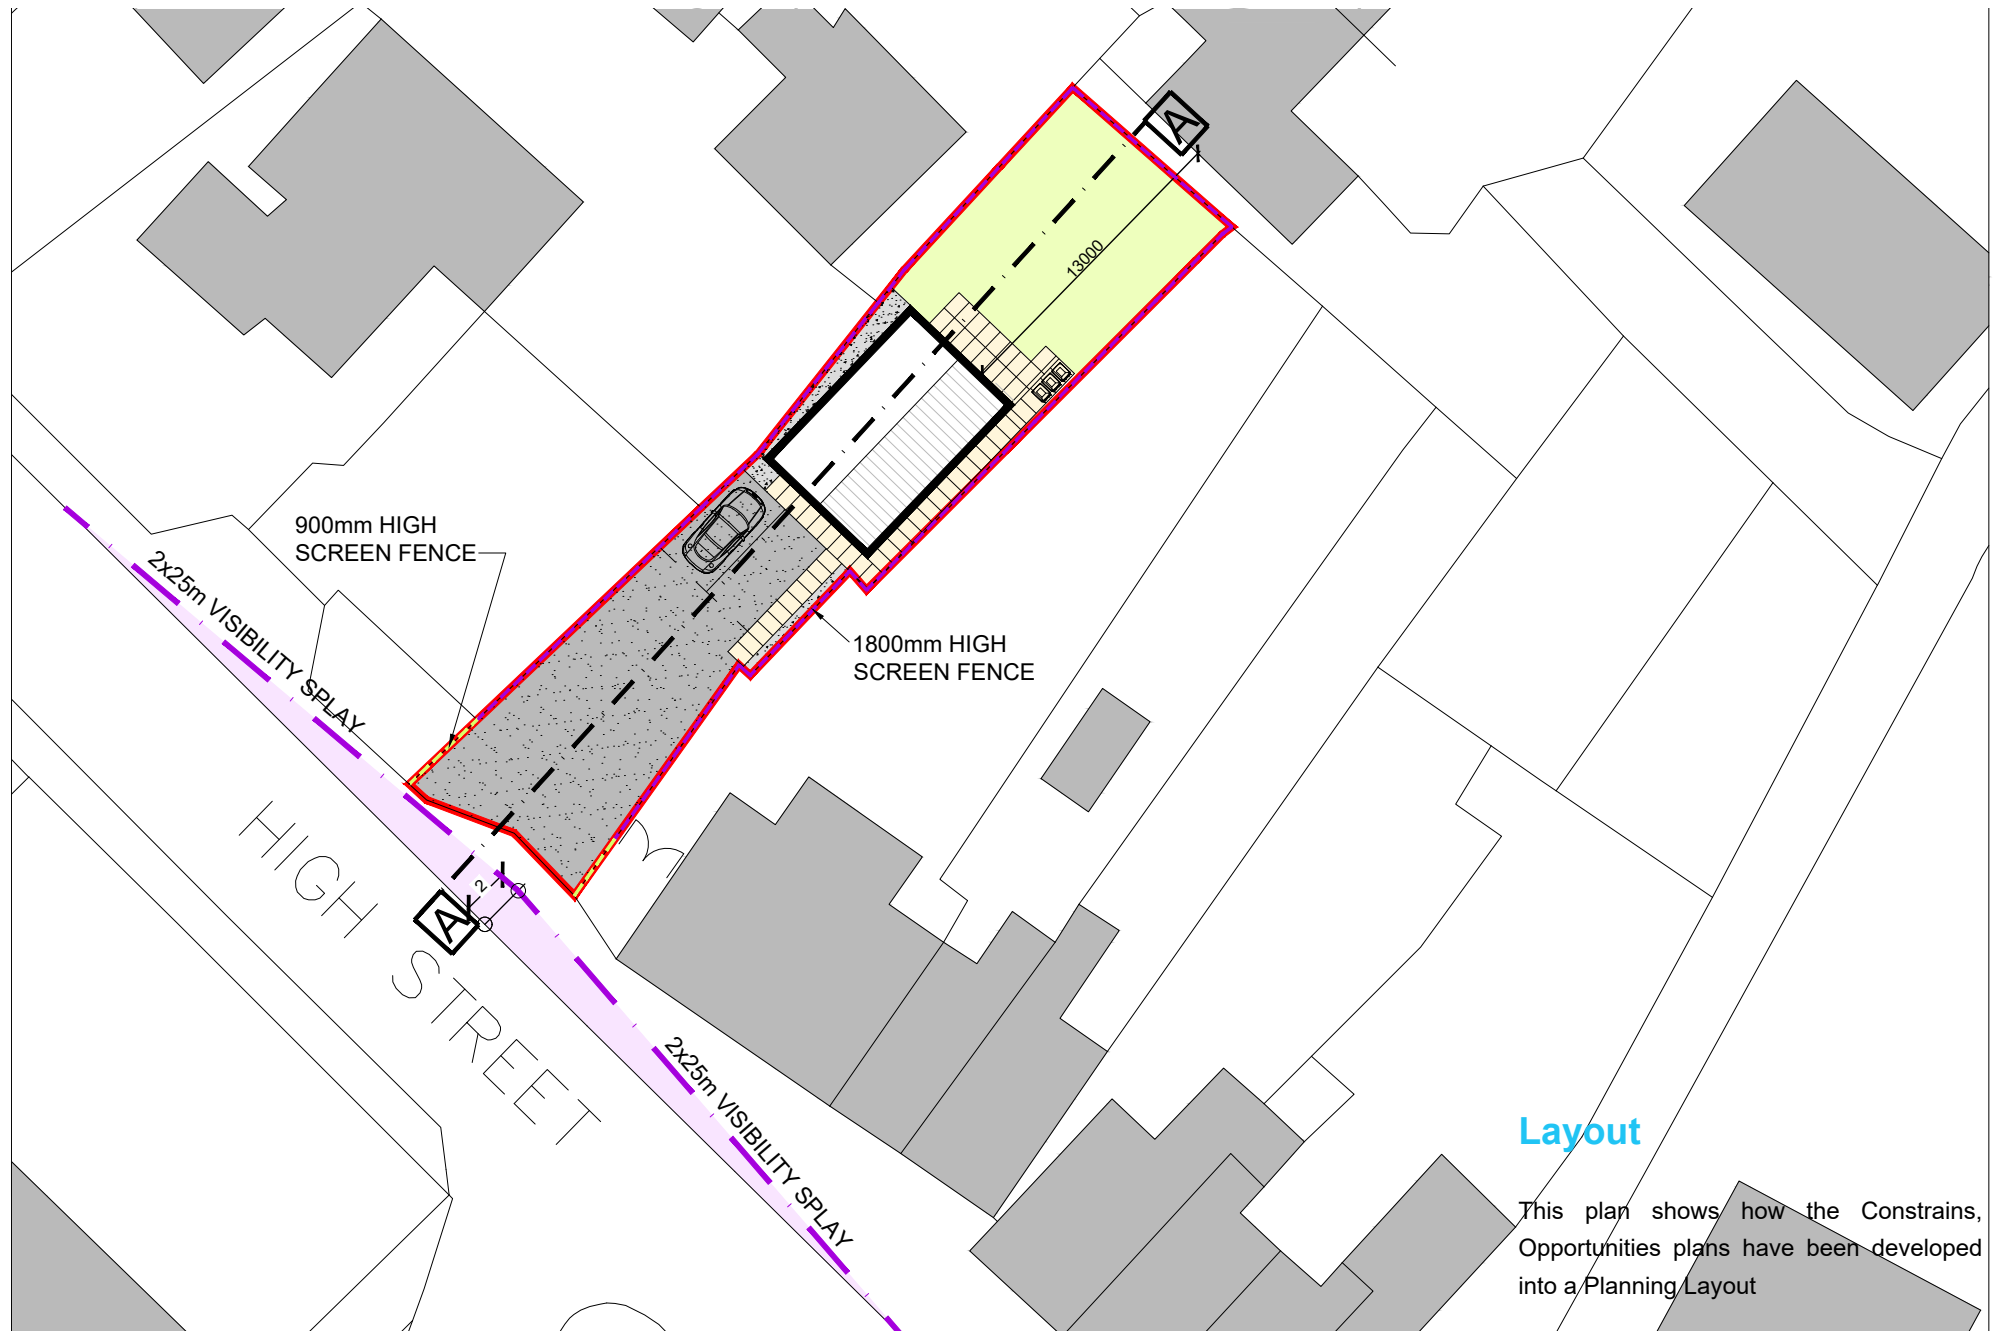 A
13000
900mm HIGH
SCREEN FENCE
2x25m VISIBILITY SPLAY
1800mm HIGH
SCREEN FENCE
3
2
A
HIGH STREET
2x25m VISIBILITY SPLAY
Layout
This plan shows how the Constrains,
Opportunities plans have been developed
into a Planning Layout